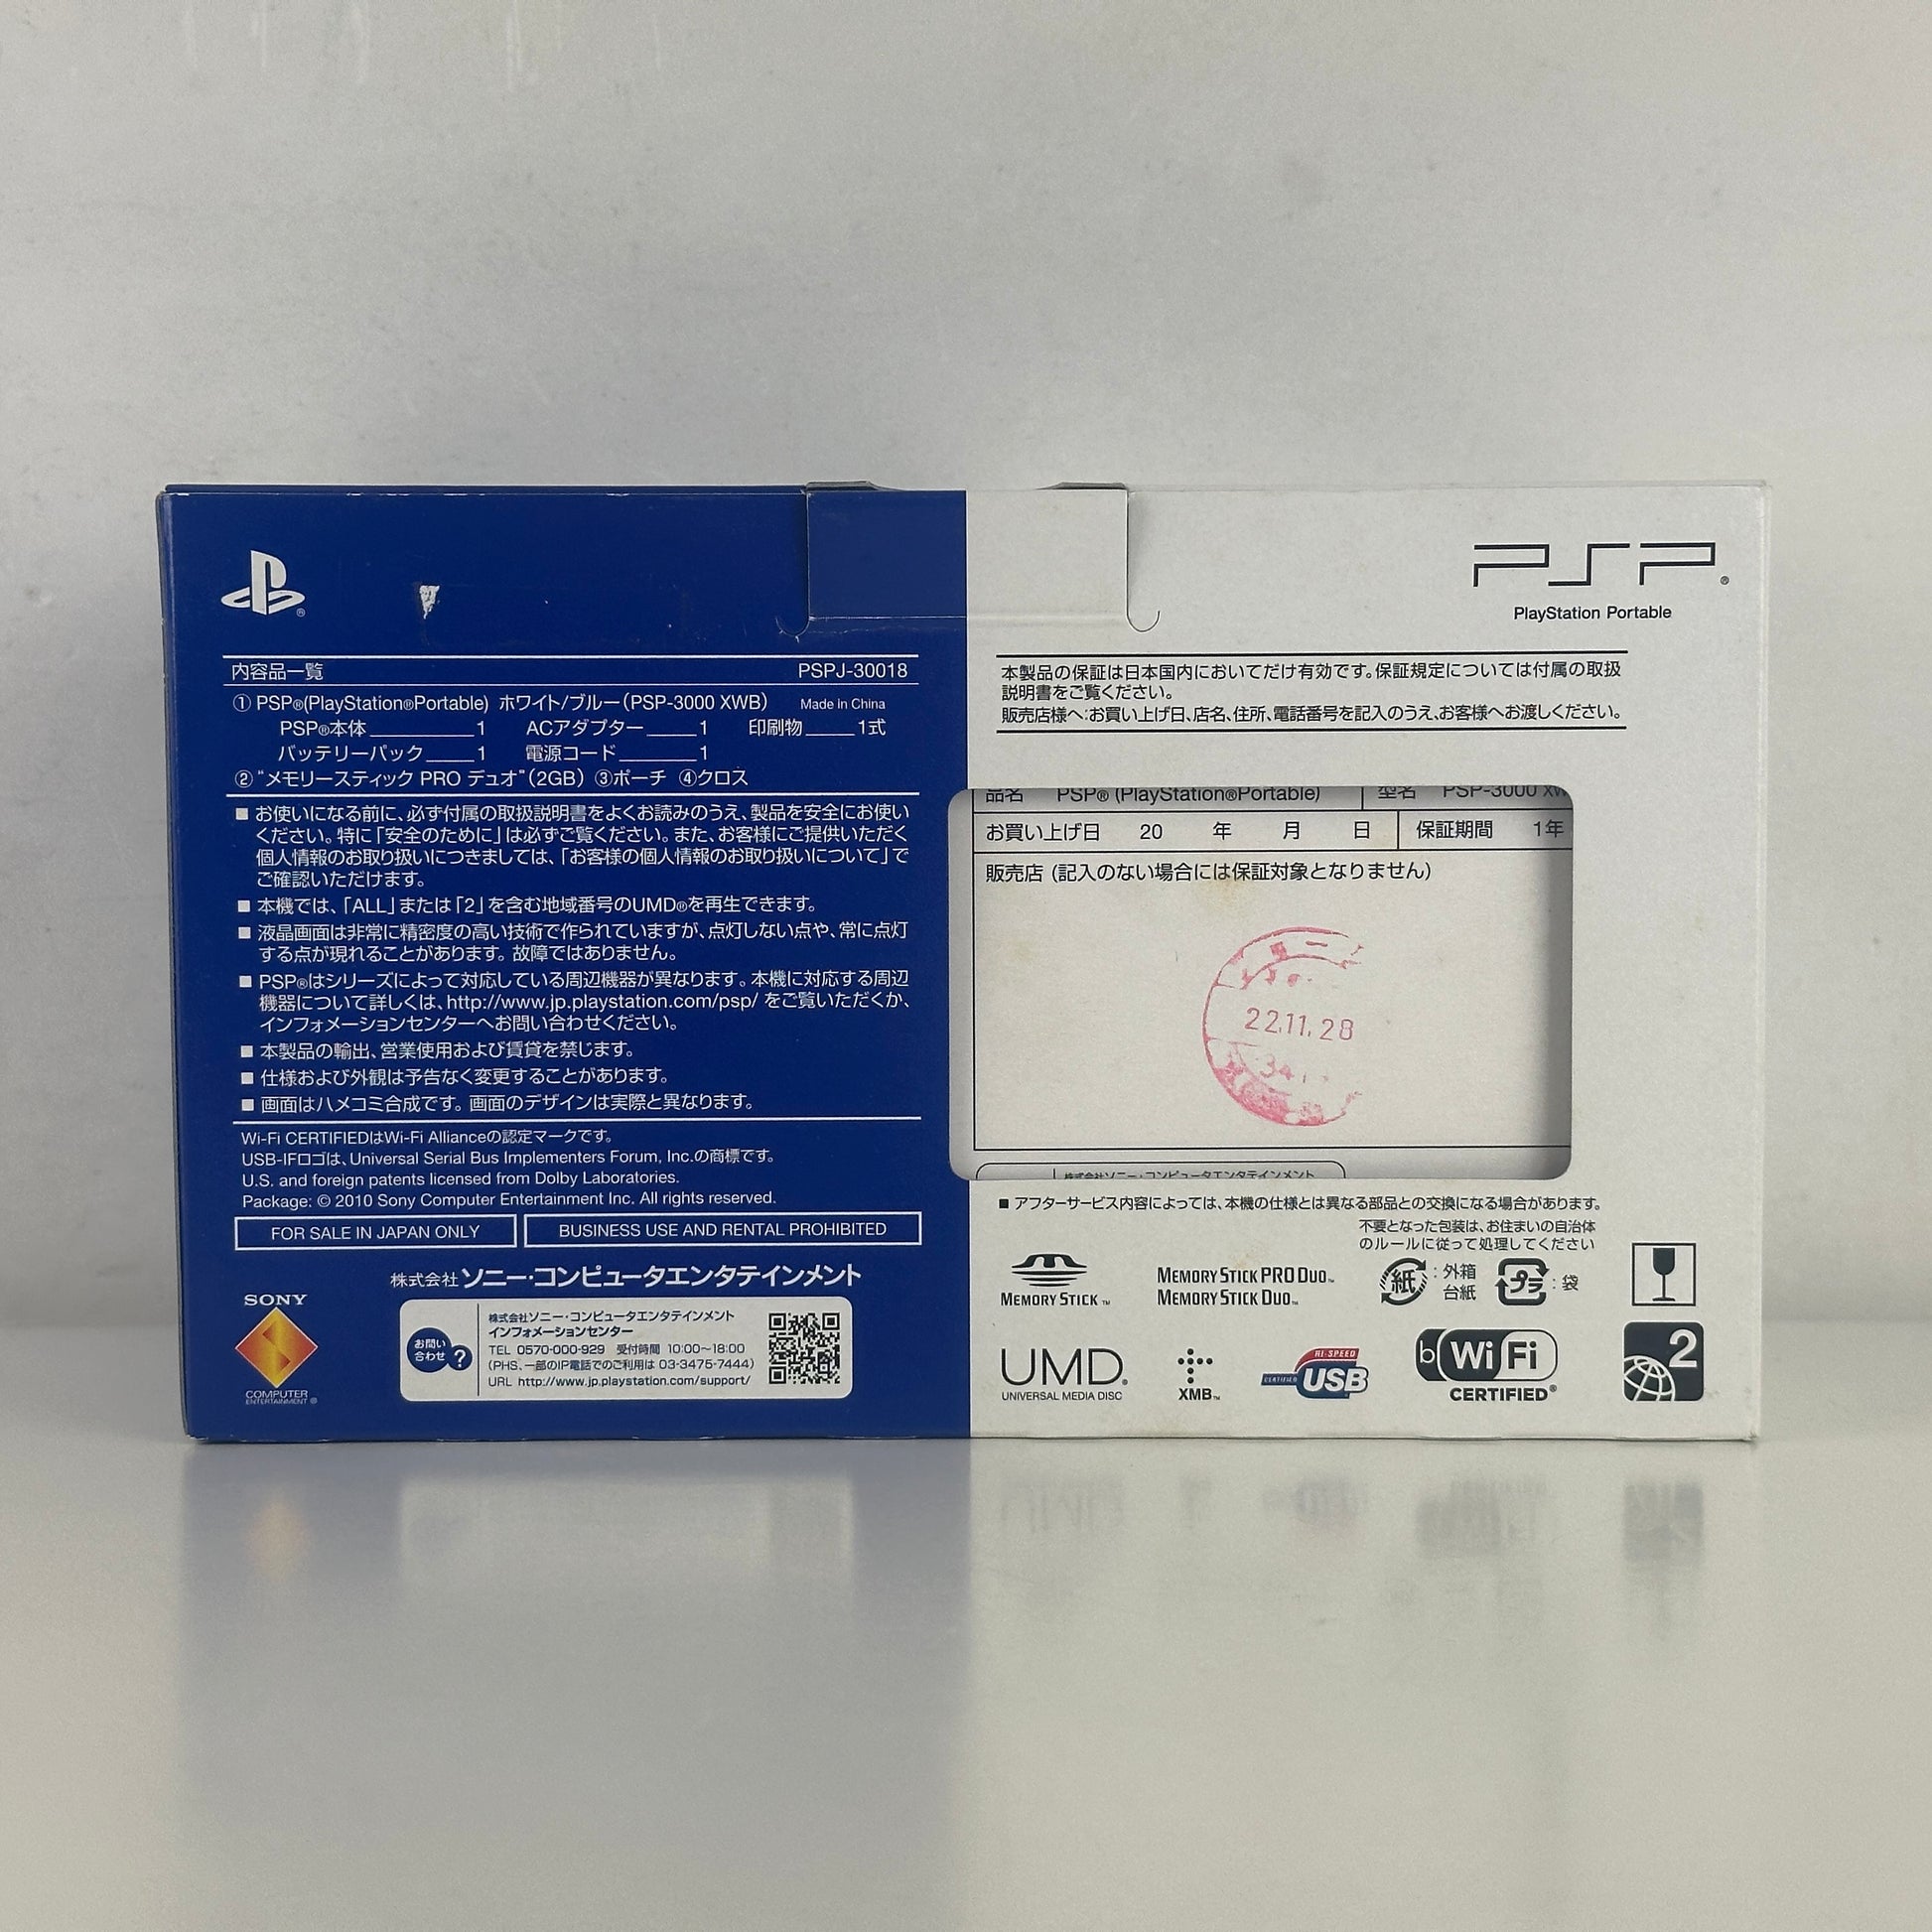 内容品一覧 PSPJ-30018
① PSP®(PlayStation®Portable) ホワイト/ブルー(PSP-3000 XWB) Made in China
PSP®本体 1 ACアダプター 1 印刷物 1式
バッテリーパック 1 電源コード 1
② “メモリースティック PRO デュオ”(2GB) ③ポーチ ④クロス
■ お使いになる前に、必ず付属の取扱説明書をよくお読みのうえ、製品を安全にお使い
ください。特に「安全のために」は必ずご覧ください。また、お客様にご提供いただく
個人情報のお取り扱いにつきましては、「お客様の個人情報のお取り扱いについて」で
ご確認いただけます。
■ 本機では、「ALL」または「2」を含む地域番号のUMD®を再生できます。
■ 液晶画面は非常に精密度の高い技術で作られていますが、点灯しない点や、常に点灯
する点が現れることがあります。故障ではありません。
■ PSP®はシリーズによって対応している周辺機器が異なります。本機に対応する周辺
機器について詳しくは、http://www.jp.playstation.com/psp/ をご覧いただくか、
インフォメーションセンターへお問い合わせください。
■ 本製品の輸出、営業使用および賃貸を禁じます。
■ 仕様および外観は予告なく変更することがあります。
■ 画面はハメコミ合成です。画面のデザインは実際と異なります。
Wi-Fi CERTIFIEDはWi-Fi Allianceの認定マークです。
USB-IFロゴは、Universal Serial Bus Implementers Forum, Inc.の商標です。
U.S. and foreign patents licensed from Dolby Laboratories.
Package: © 2010 Sony Computer Entertainment Inc. All rights reserved.
FOR SALE IN JAPAN ONLY
BUSINESS USE AND RENTAL PROHIBITED
株式会社ソニー・コンピュータエンタテインメント
SONY
COMPUTER
ENTERTAINMENT ®
お問い
合わせ ?
株式会社ソニー・コンピュータエンタテインメント
インフォメーションセンター
TEL 0570-000-929 受付時間 10:00～18:00
(PHS、一部のIP電話でのご利用は 03-3475-7444)
URL http://www.jp.playstation.com/support/
PSP®
PlayStation Portable
本製品の保証は日本国内においてだけ有効です。保証規定については付属の取扱
説明書をご覧ください。
販売店様へ:お買い上げ日、店名、住所、電話番号を記入のうえ、お客様へお渡しください。
品名 PSP® (PlayStation®Portable) 型名 PSP-3000 XW
お買い上げ日 20 年 月 日 保証期間 1年
販売店 (記入のない場合には保証対象となりません)
22.11.28
株式会社ソニー・コンピュータエンタテインメント
■ アフターサービス内容によっては、本機の仕様とは異なる部品との交換になる場合があります。
不要となった包装は、お住まいの自治体
のルールに従って処理してください
紙 : 外箱
台紙
プラ : 袋
MEMORY STICK™
MEMORY STICK PRO DUO™
MEMORY STICK DUO™
UMD®
UNIVERSAL MEDIA DISC
XMB™
HI-SPEED
CERTIFIED USB
b Wi Fi
CERTIFIED®
2